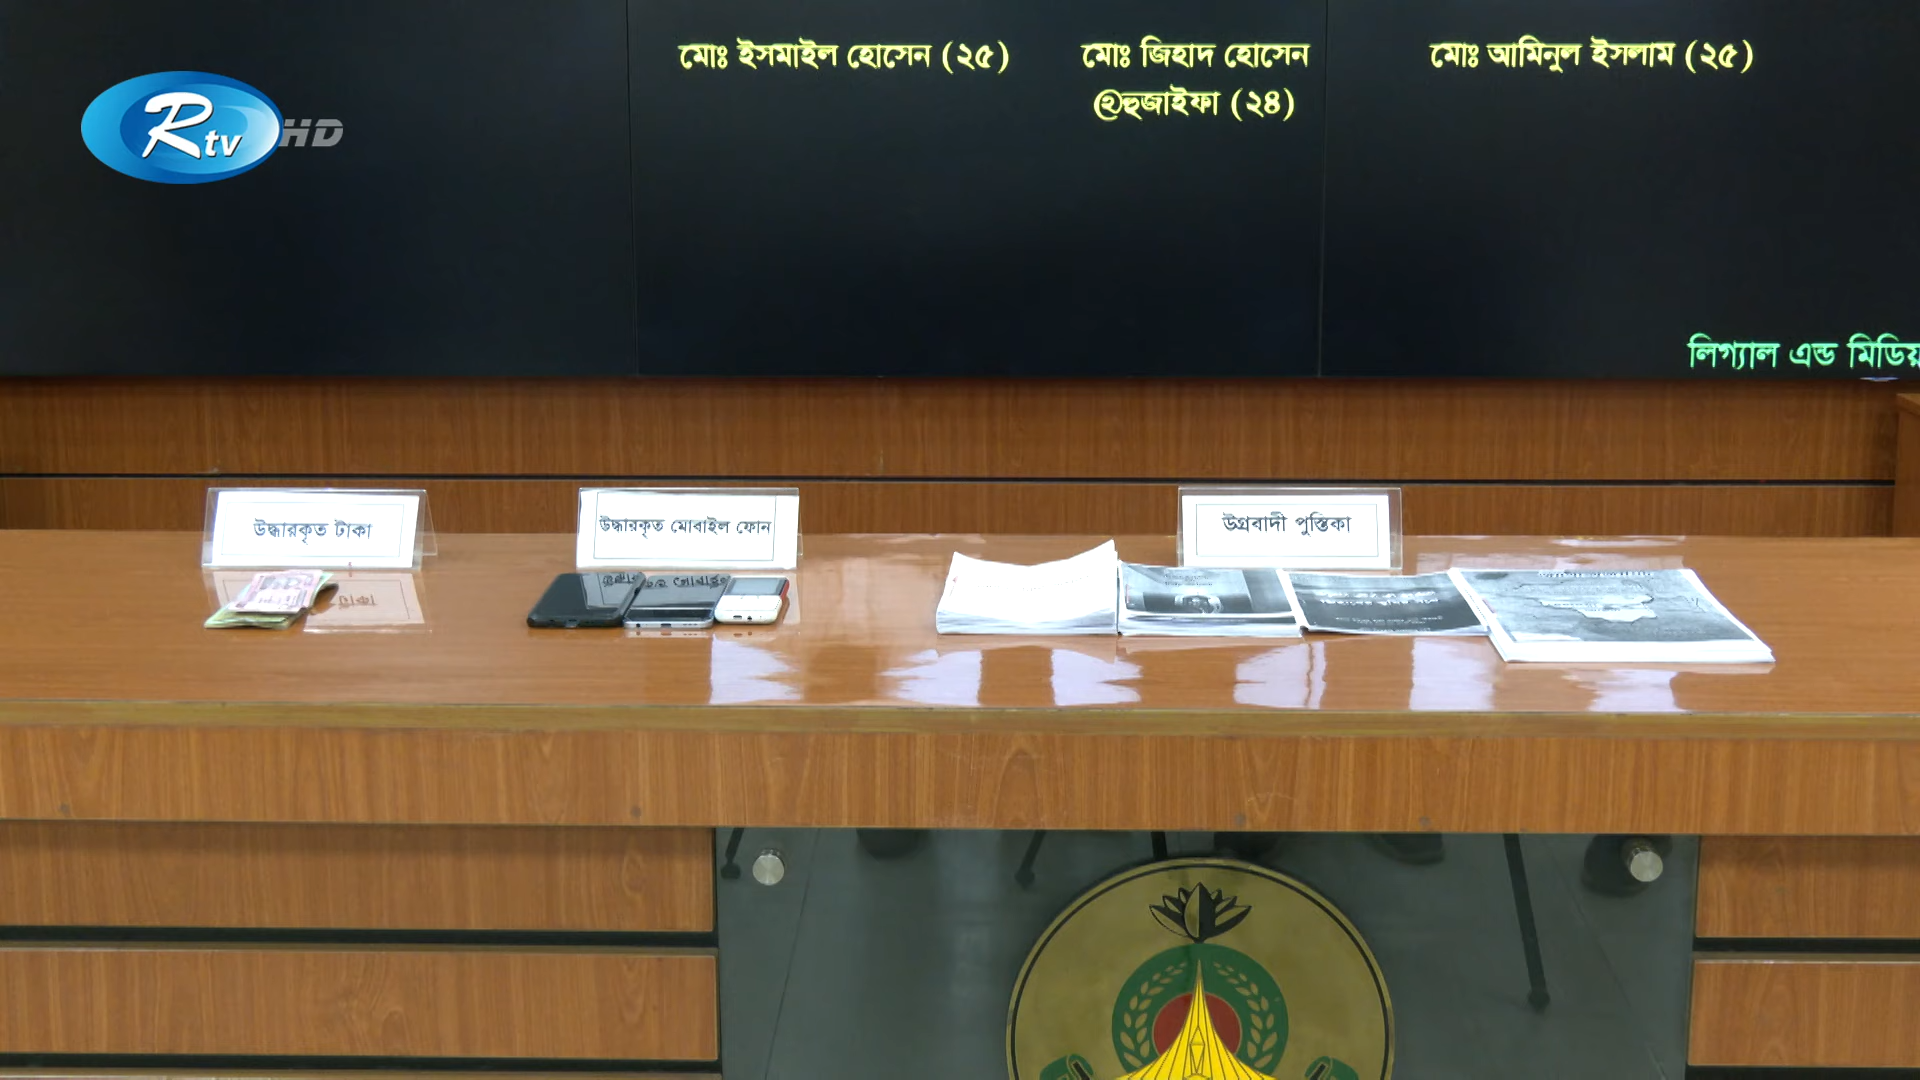 মোঃ ইসমাইল হোসেন (২৫)
মোঃ জিহাদ হোসেন
@হুজাইফা (২৪)
মোঃ আমিনুল ইসলাম (২৫)
Rtv HD
লিগ্যাল এন্ড মিডিয়
উদ্ধারকৃত টাকা
উদ্ধারকৃত মোবাইল ফোন
উগ্রবাদী পুস্তিকা